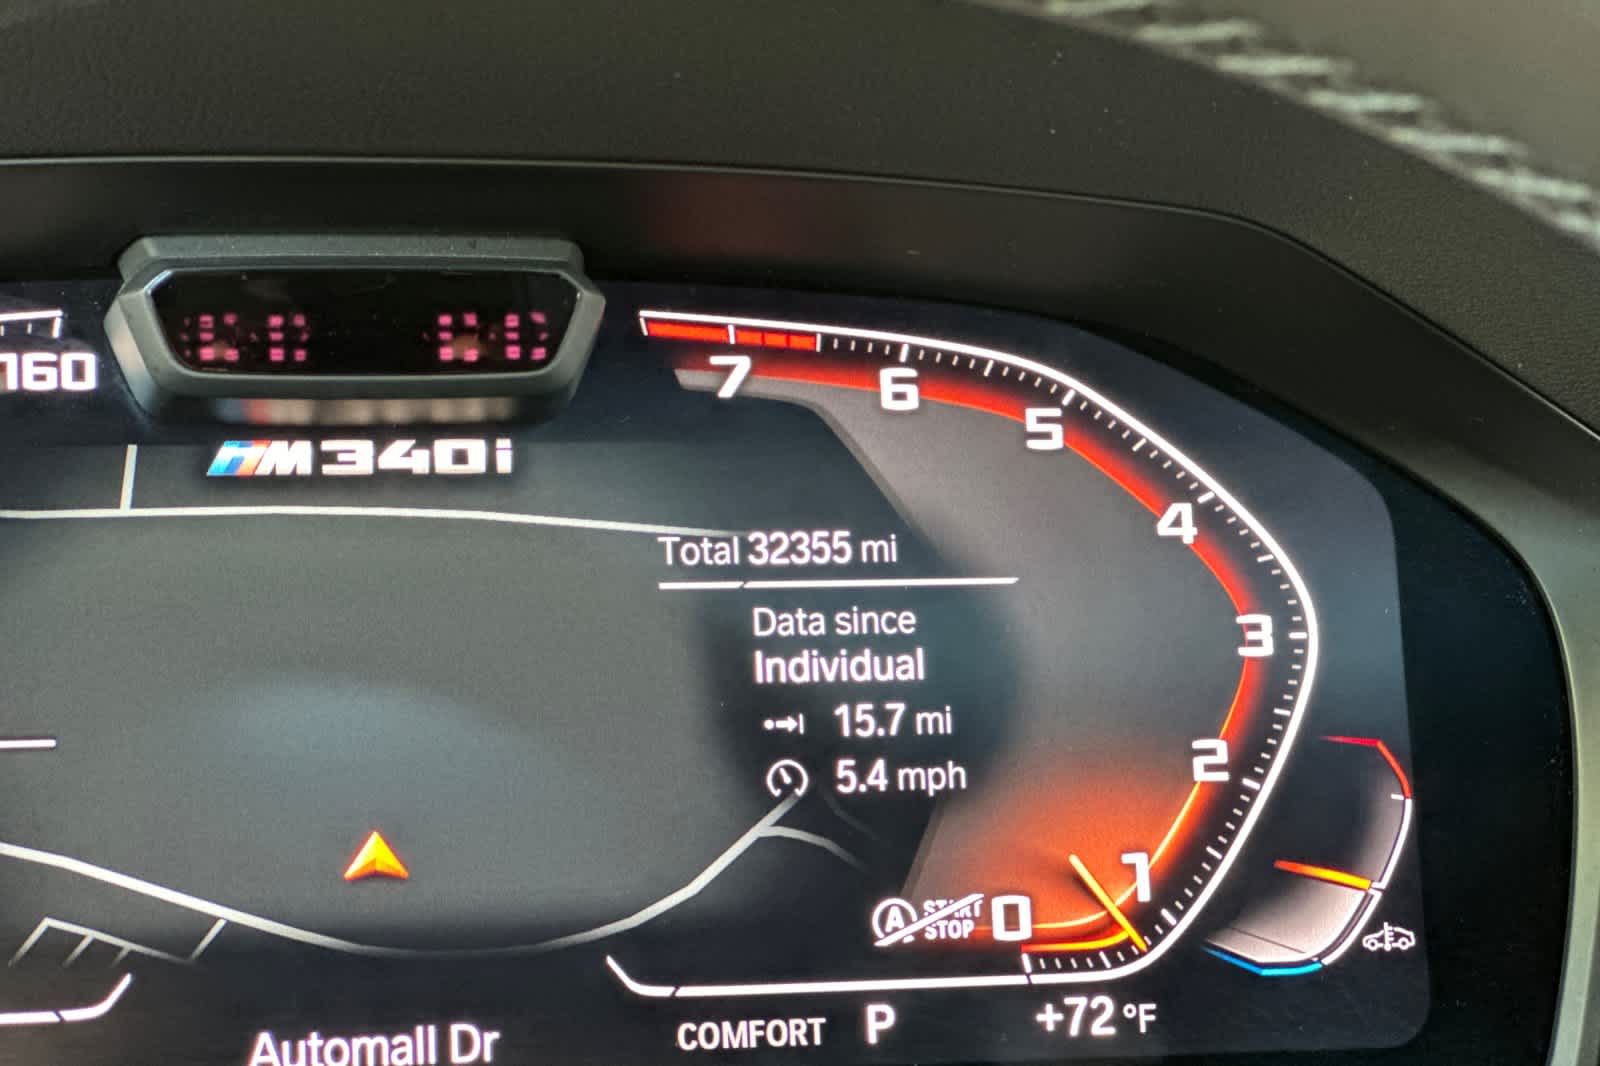 160
M340i
7
6
5
4
3
2
1
0
Total 32355 mi
Data since
Individual
15.7 mi
5.4 mph
A START
STOP
COMFORT P +72 °F
Automall Dr